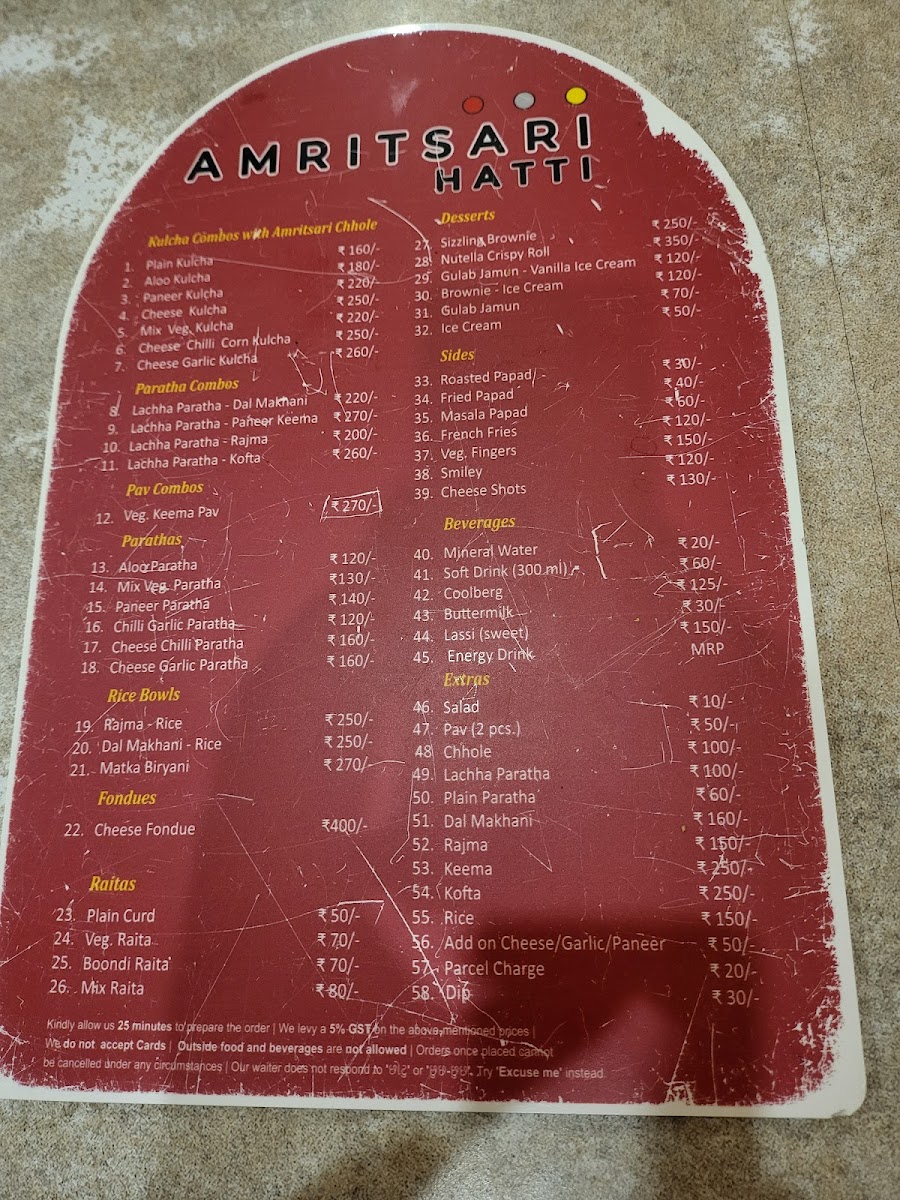 AMRITSARI
HATTI
Kulcha Combos with Amritsari Chhole
1. Plain Kulcha ₹ 160/-
2. Aloo Kulcha ₹ 180/-
3. Paneer Kulcha ₹ 220/-
4. Cheese Kulcha ₹ 250/-
5. Mix Veg. Kulcha ₹ 220/-
6. Cheese Chilli Corn Kulcha ₹ 250/-
7. Cheese Garlic Kulcha ₹ 260/-
Paratha Combos
8. Lachha Paratha - Dal Makhani ₹ 220/-
9. Lachha Paratha - Paneer Keema ₹ 270/-
10. Lachha Paratha - Rajma ₹ 200/-
11. Lachha Paratha - Kofta ₹ 260/-
Pav Combos
12. Veg. Keema Pav ₹ 270/-
Parathas
13. Aloo Paratha ₹ 120/-
14. Mix Veg. Paratha ₹130/-
15. Paneer Paratha ₹ 140/-
16. Chilli Garlic Paratha ₹ 120/-
17. Cheese Chilli Paratha ₹ 160/-
18. Cheese Garlic Paratha ₹ 160/-
Rice Bowls
19. Rajma - Rice ₹ 250/-
20. Dal Makhani - Rice ₹ 250/-
21. Matka Biryani ₹ 270/-
Fondues
22. Cheese Fondue ₹400/-
Raitas
23. Plain Curd ₹ 50/-
24. Veg. Raita ₹ 70/-
25. Boondi Raita ₹ 70/-
26. Mix Raita ₹ 80/-
Desserts
27. Sizzling Brownie ₹ 250/-
28. Nutella Crispy Roll ₹ 350/-
29. Gulab Jamun - Vanilla Ice Cream ₹ 120/-
30. Brownie - Ice Cream ₹ 120/-
31. Gulab Jamun ₹ 70/-
32. Ice Cream ₹ 50/-
Sides
33. Roasted Papad ₹ 30/-
34. Fried Papad ₹ 40/-
35. Masala Papad ₹ 60/-
36. French Fries ₹ 120/-
37. Veg. Fingers ₹ 150/-
38. Smiley ₹ 120/-
39. Cheese Shots ₹ 130/-
Beverages
40. Mineral Water ₹ 20/-
41. Soft Drink (300 ml) ₹ 60/-
42. Coolberg ₹ 125/-
43. Buttermilk ₹ 30/-
44. Lassi (sweet) ₹ 150/-
45. Energy Drink MRP
Extras
46. Salad ₹ 10/-
47. Pav (2 pcs.) ₹ 50/-
48 Chhole ₹ 100/-
49. Lachha Paratha ₹ 100/-
50. Plain Paratha ₹ 60/-
51. Dal Makhani ₹ 160/-
52. Rajma ₹ 150/-
53. Keema ₹ 250/-
54. Kofta ₹ 250/-
55. Rice ₹ 150/-
56. Add on Cheese/Garlic/Paneer ₹ 50/-
57. Parcel Charge ₹ 20/-
58. Dip ₹ 30/-
Kindly allow us 25 minutes to prepare the order | We levy a 5% GST on the above mentioned prices |
We do not accept Cards | Outside food and beverages are not allowed | Orders once placed cannot
be cancelled under any circumstances | Our waiter does not respond to ' ' or ' '. Try 'Excuse me' instead.